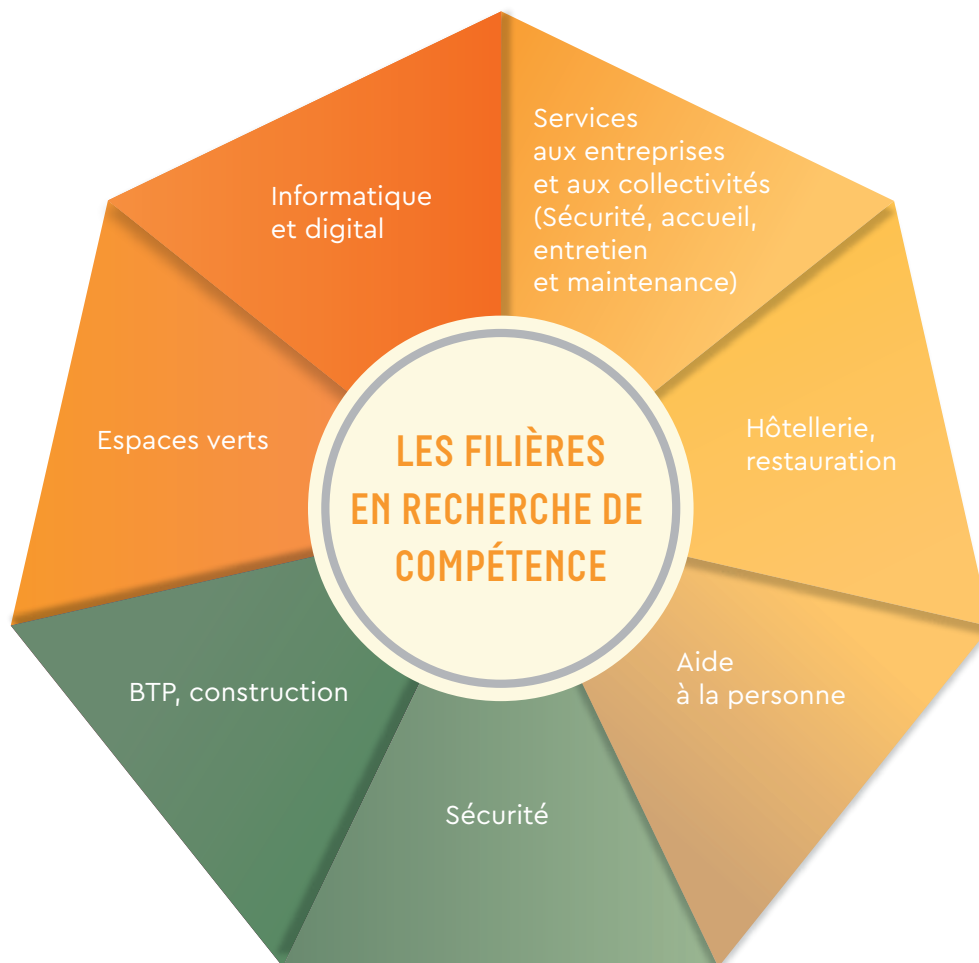 LES FILIÈRES
EN RECHERCHE DE
COMPÉTENCE
Services
aux entreprises
et aux collectivités
(Sécurité, accueil,
entretien
et maintenance)
Hôtellerie,
restauration
Aide
à la personne
Sécurité
BTP, construction
Espaces verts
Informatique
et digital